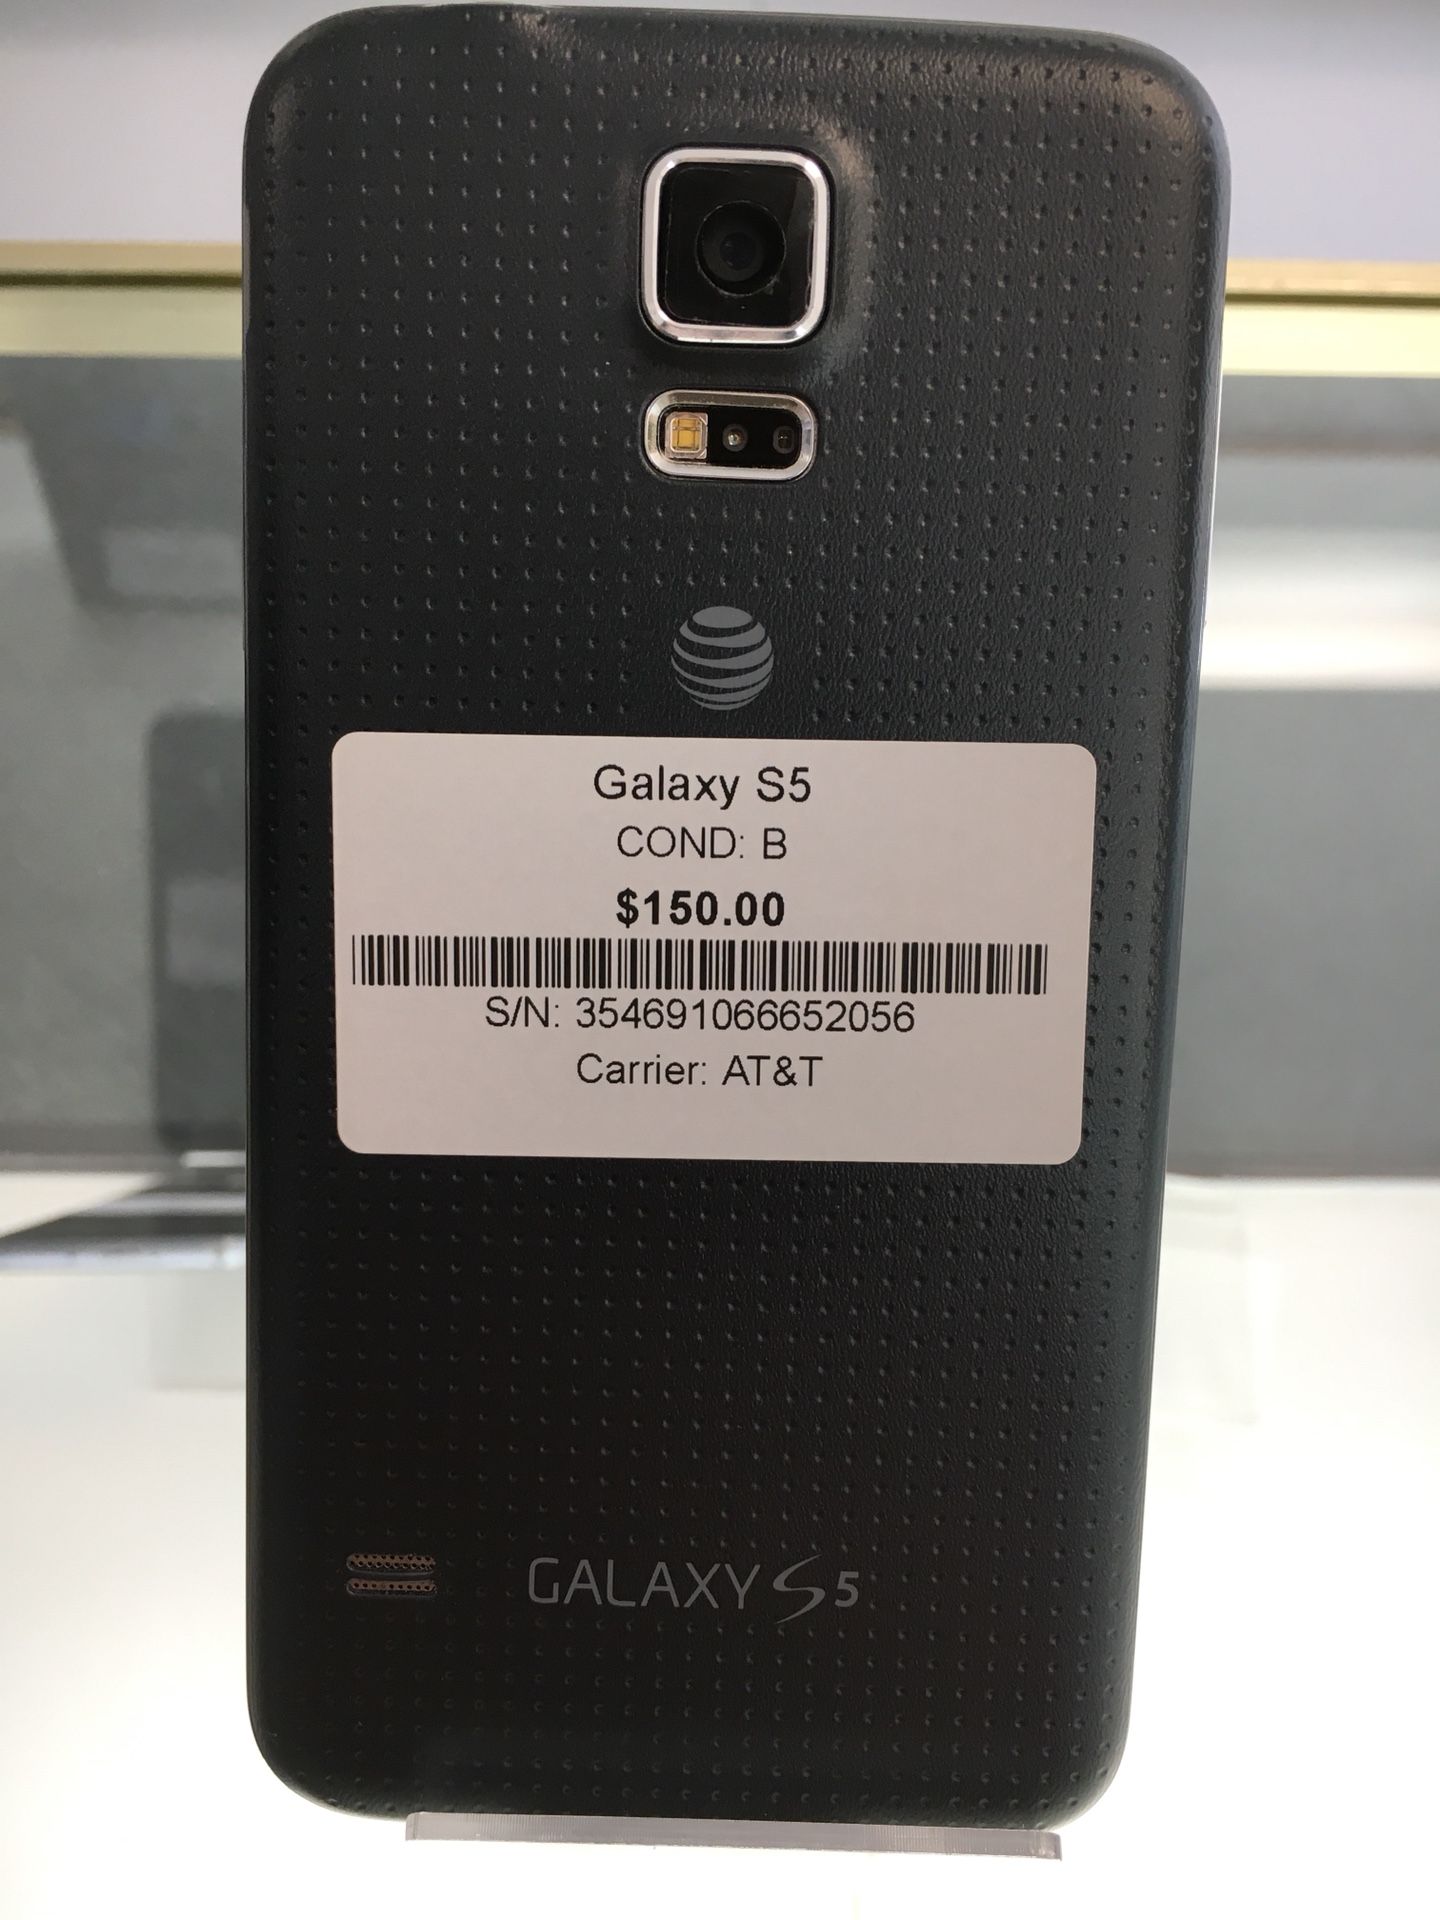 Galaxy S5
COND: B
$150.00
S/N: 354691066652056
Carrier: AT&T
GALAXY S5